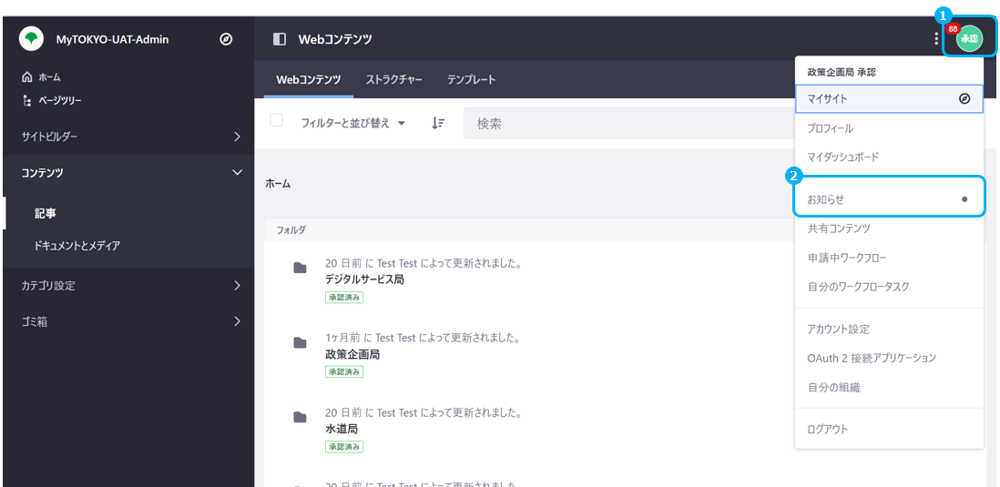 1
MyTOKYO-UAT-Admin
Webコンテンツ
88
承認
ホーム
ページツリー
サイトビルダー
コンテンツ
記事
ドキュメントとメディア
カテゴリ設定
ゴミ箱
Webコンテンツ ストラクチャー テンプレート
フィルターと並び替え
検索
ホーム
フォルダ
20 日前 に Test Test によって更新されました。
デジタルサービス局
承認済み
1ヶ月前 に Test Test によって更新されました。
政策企画局
承認済み
20 日前 に Test Test によって更新されました。
水道局
承認済み
20 日前 に Test Test によって更新されました。
政策企画局 承認
マイサイト
プロフィール
マイダッシュボード
2
お知らせ
共有コンテンツ
申請中ワークフロー
自分のワークフロータスク
アカウント設定
OAuth 2 接続アプリケーション
自分の組織
ログアウト